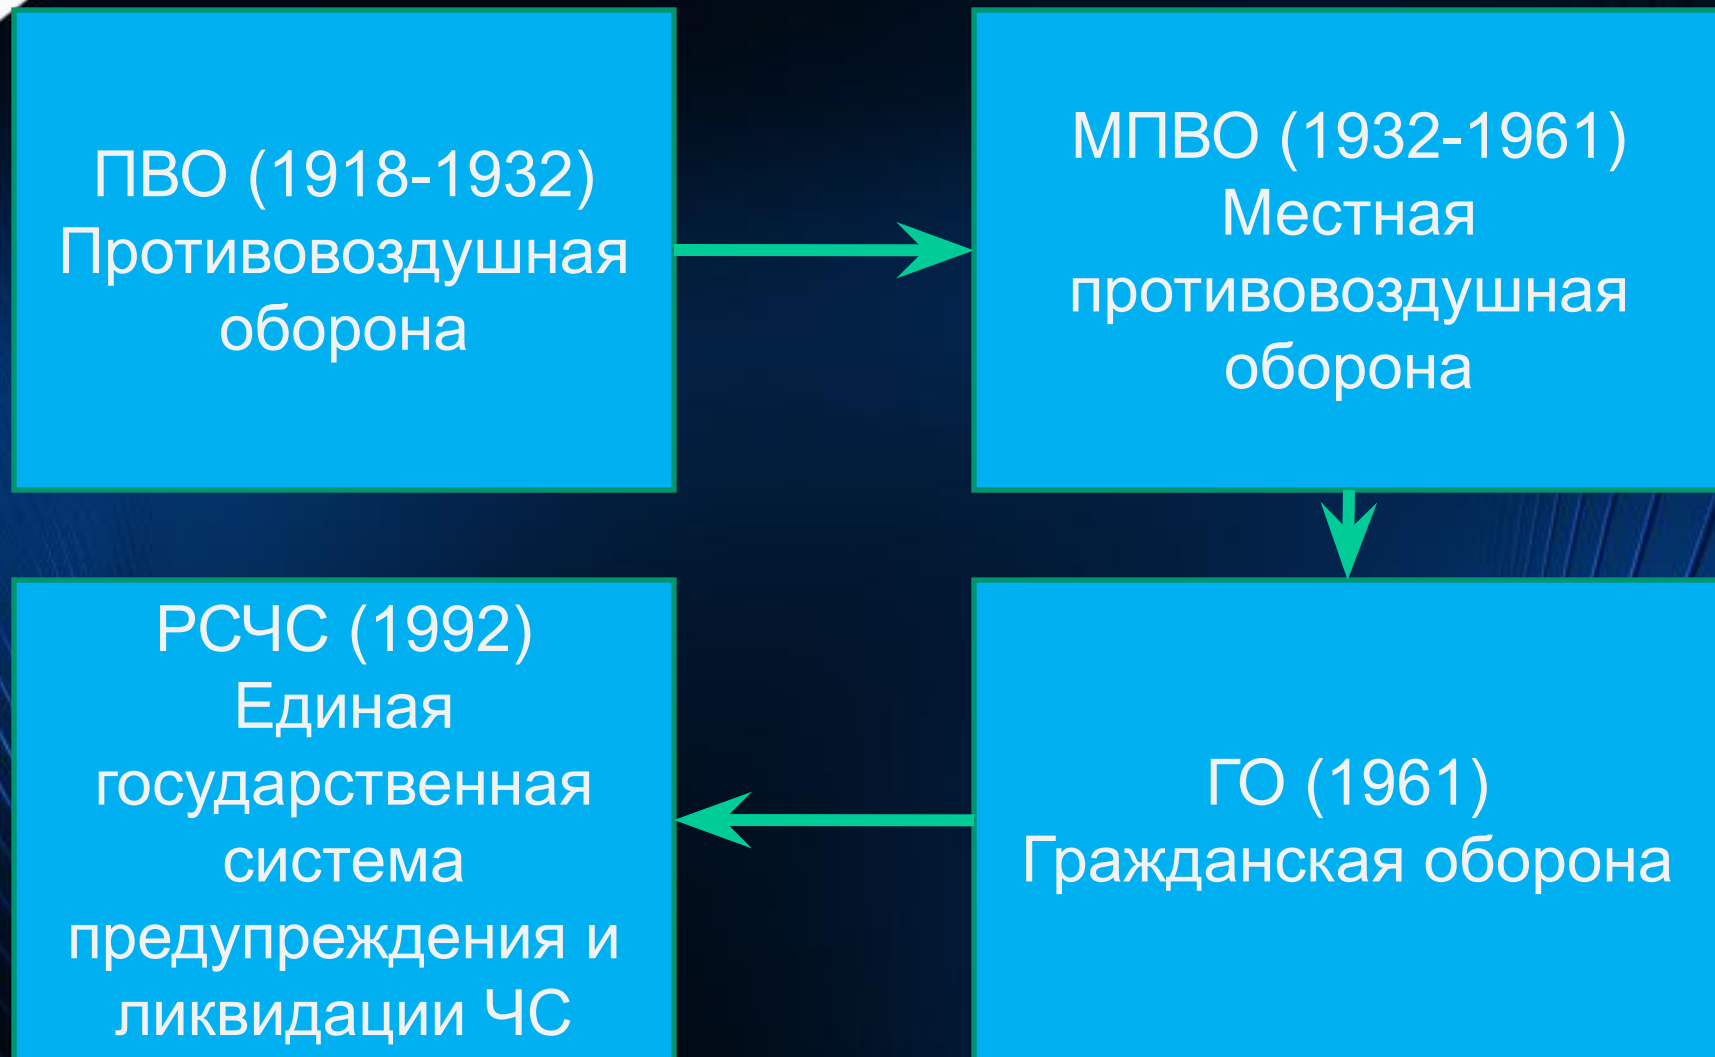 ПВО (1918-1932)
Противовоздушная
оборона
МПВО (1932-1961)
Местная
противовоздушная
оборона
ГО (1961)
Гражданская оборона
РСЧС (1992)
Единая
государственная
система
предупреждения и
ликвидации ЧС